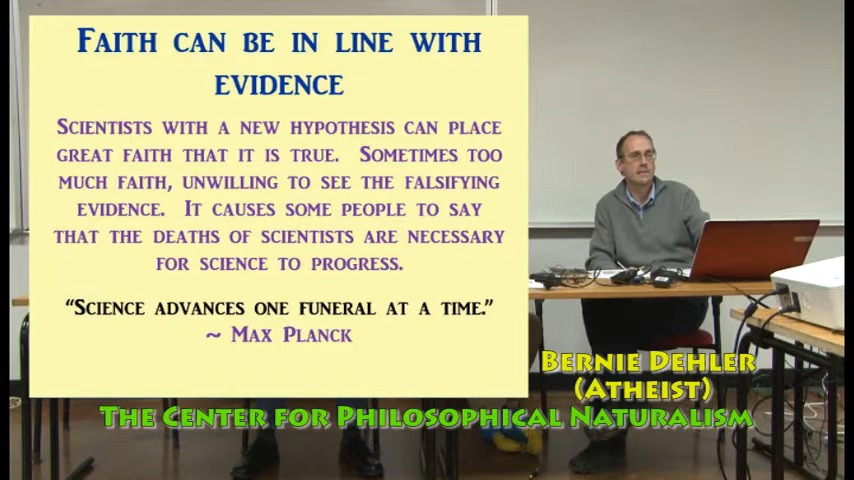 Faith can be in line with
evidence
Scientists with a new hypothesis can place
great faith that it is true. Sometimes too
much faith, unwilling to see the falsifying
evidence. It causes some people to say
that the deaths of scientists are necessary
for science to progress.
“Science advances one funeral at a time.”
~ Max Planck
Bernie Dehler
(Atheist)
The Center for Philosophical Naturalism